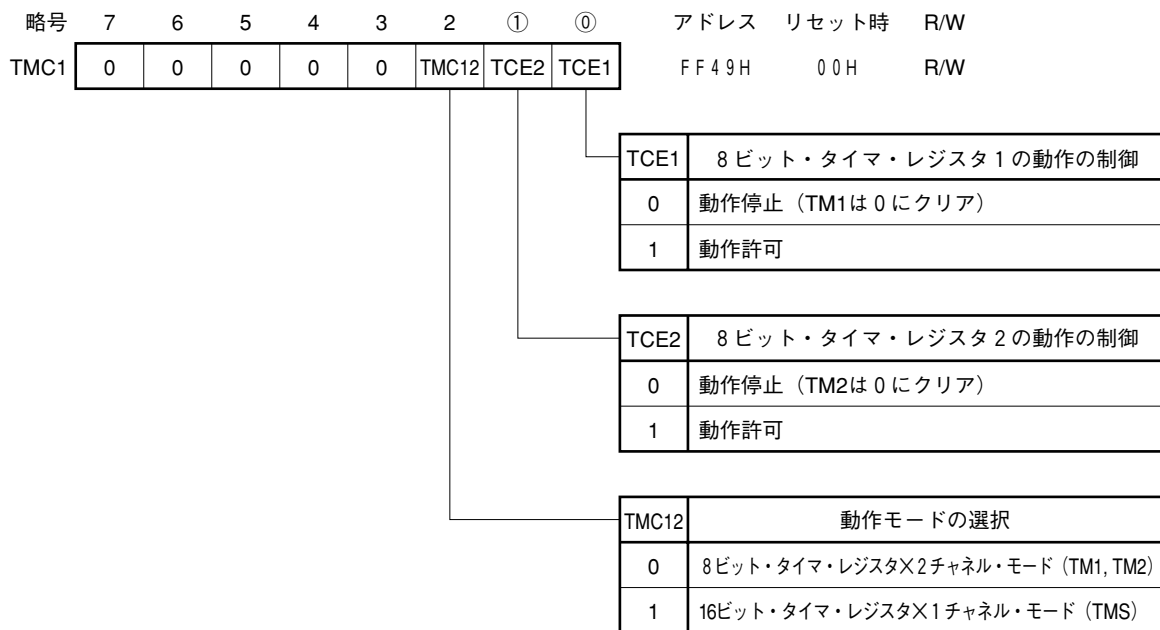 略号 7 6 5 4 3 2 ① ⓪ アドレス リセット時 R/W
TMC1 0 0 0 0 0 TMC12 TCE2 TCE1 FF49H 00H R/W
TCE1 8ビット・タイマ・レジスタ1の動作の制御
0 動作停止（TM1は0にクリア）
1 動作許可
TCE2 8ビット・タイマ・レジスタ2の動作の制御
0 動作停止（TM2は0にクリア）
1 動作許可
TMC12 動作モードの選択
0 8ビット・タイマ・レジスタ×2チャネル・モード（TM1, TM2）
1 16ビット・タイマ・レジスタ×1チャネル・モード（TMS）